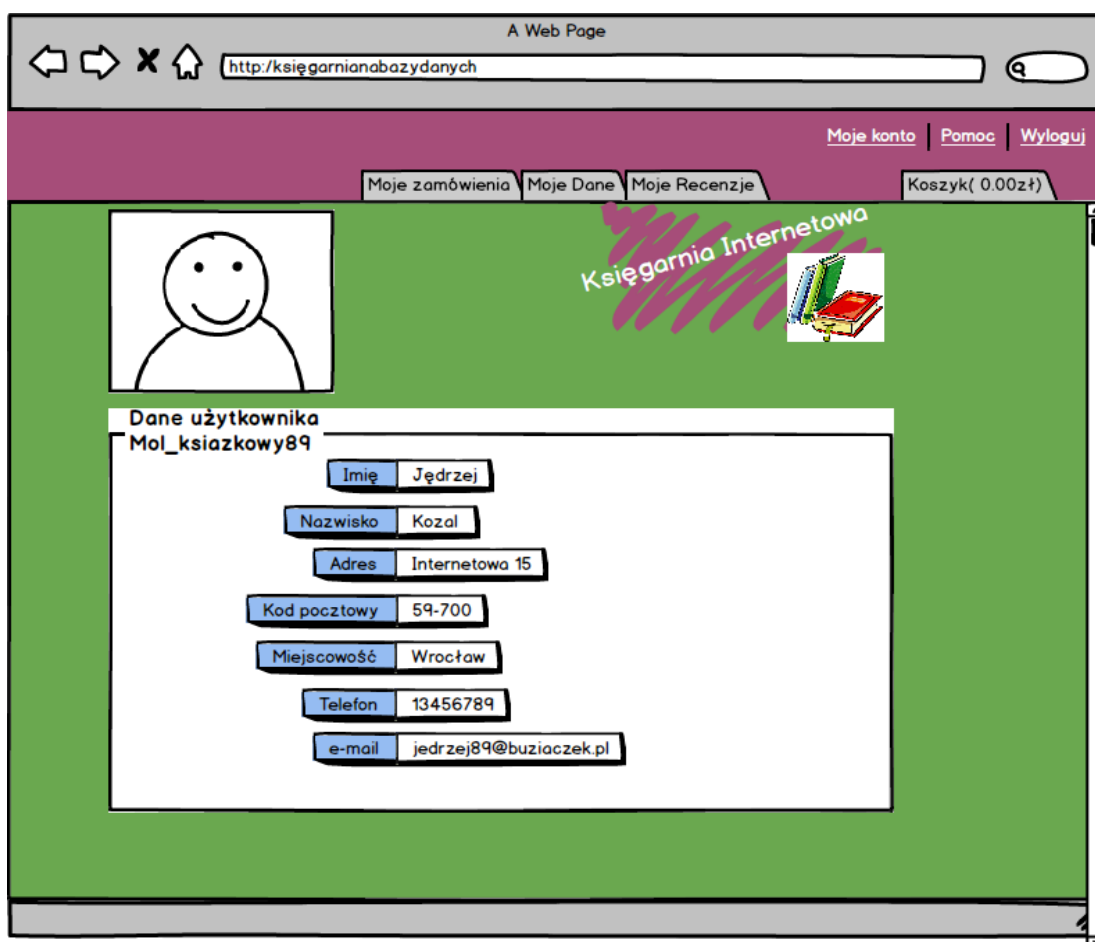 A Web Page
http:/księgarnianabazydanych
Moje konto Pomoc Wyloguj
Moje zamówienia Moje Dane Moje Recenzje Koszyk( 0.00zł)
Księgarnia Internetowa
Dane użytkownika
Mol_ksiazkowy89
Imię Jędrzej
Nazwisko Kozal
Adres Internetowa 15
Kod pocztowy 59-700
Miejscowość Wrocław
Telefon 13456789
e-mail jedrzej89@buziaczek.pl